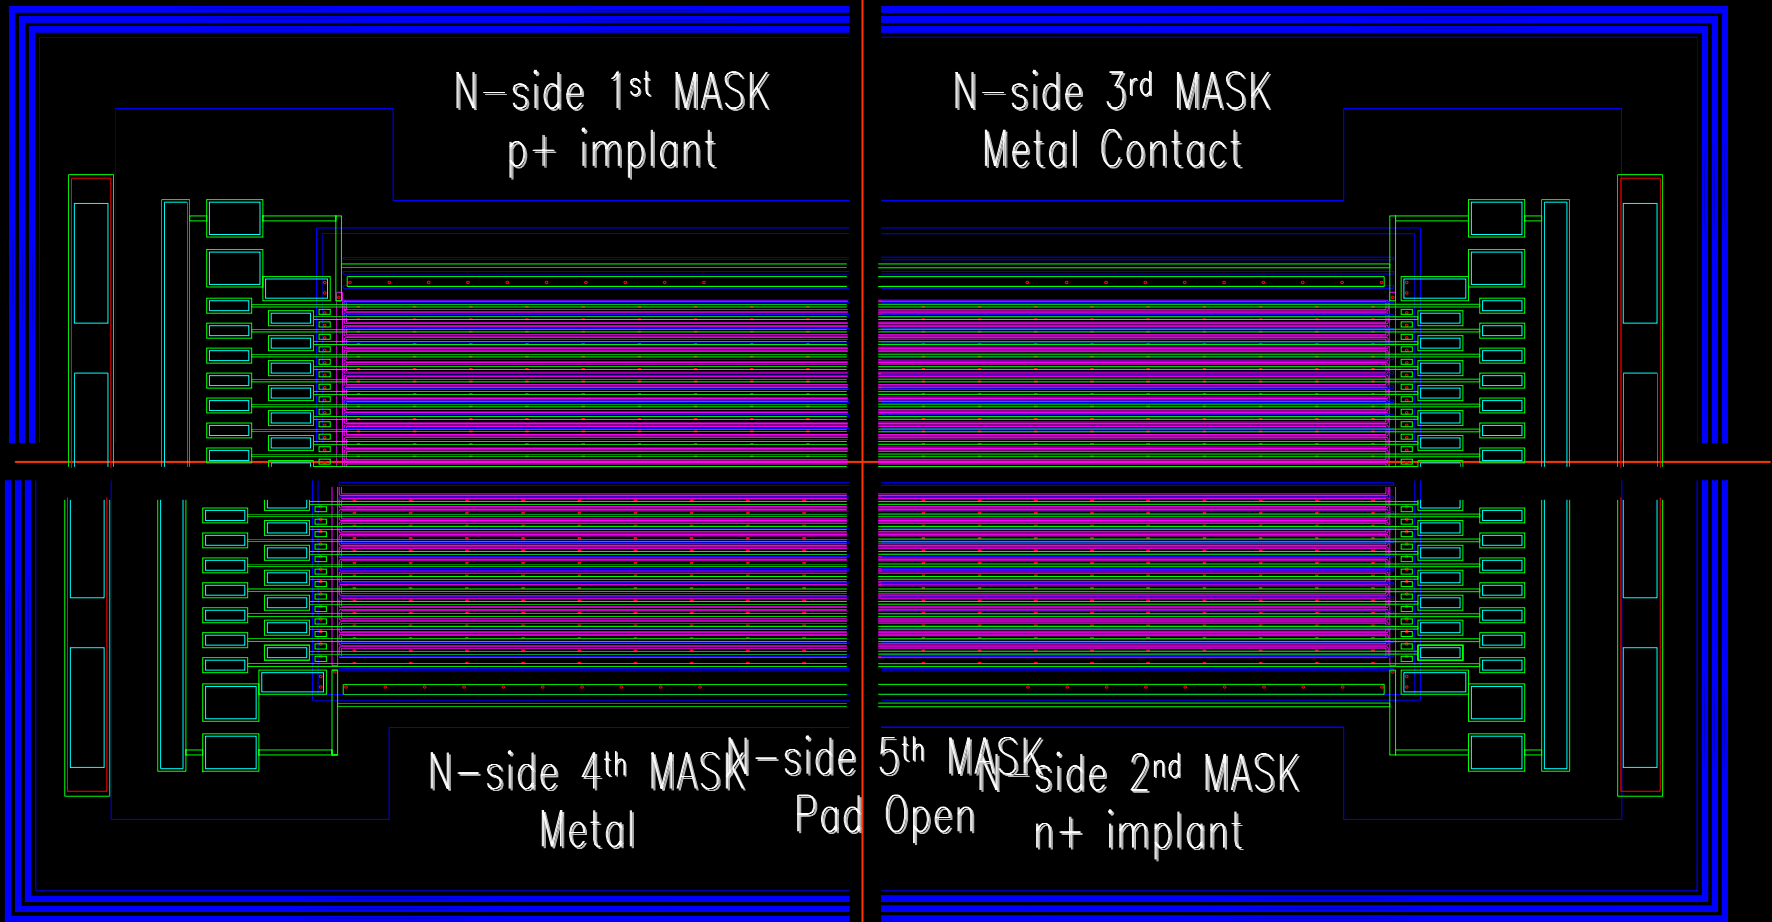 N-side 1st MASK
p+ implant
N-side 3rd MASK
Metal Contact
N-side 4th MASK
Metal
N-side 5th MASK
Pad Open
N-side 2nd MASK
n+ implant